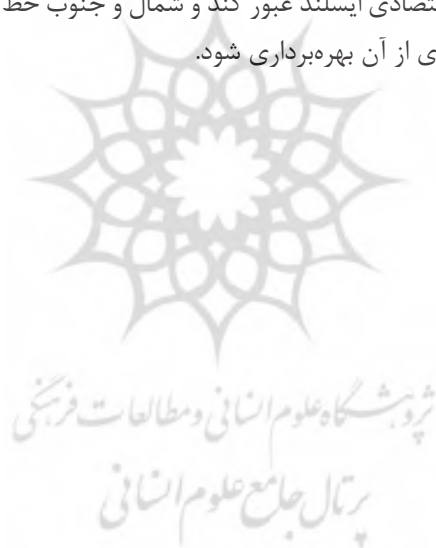 قتصادی ایسلند عبور کند و شمال و جنوب خط
ی از آن بهره‌برداری شود.
پژوهشگاه علوم انسانی و مطالعات فرهنگی
پرتال جامع علوم انسانی